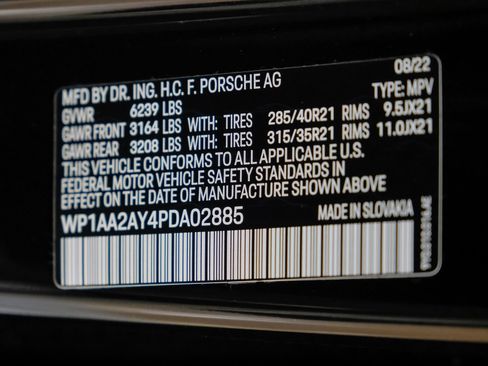 MFD BY DR. ING. H.C. F. PORSCHE AG 08/22
GVWR 6239 LBS TYPE: MPV
GAWR FRONT 3164 LBS WITH: TIRES 285/40R21 RIMS 9.5JX21
GAWR REAR 3208 LBS WITH: TIRES 315/35R21 RIMS 11.0JX21
THIS VEHICLE CONFORMS TO ALL APPLICABLE U.S.
FEDERAL MOTOR VEHICLE SAFETY STANDARDS IN
EFFECT ON THE DATE OF MANUFACTURE SHOWN ABOVE
WP1AA2AY4PDA02885 MADE IN SLOVAKIA